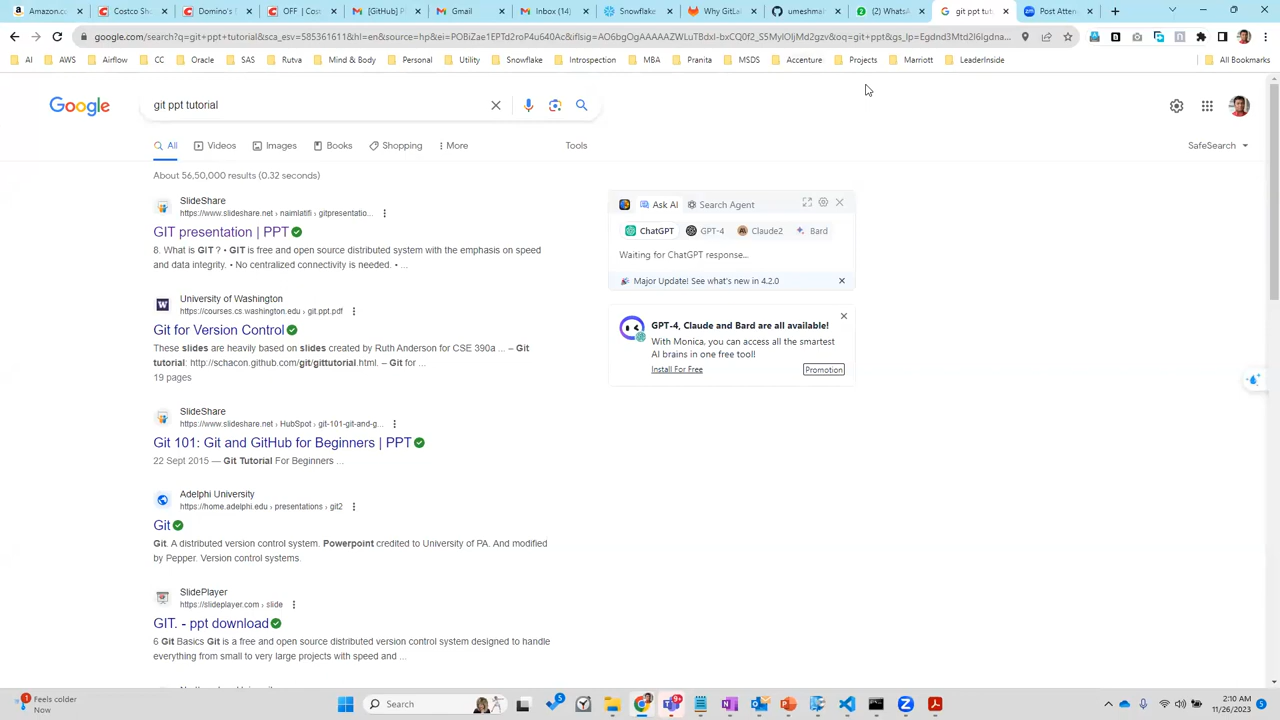 Amazon.c
Costco S
Domino's
OFF | Cos
[GitHub] P
Gmail
Inbox (14)
Snowflake
Why GitLa
umeshma
(2) WhatsA
git ppt tut
Post Atten
google.com/search?q=git+ppt+tutorial&sca_esv=585361611&hl=en&source=hp&ei=
AI
AWS
Airflow
CC
Oracle
SAS
Rutva
Mind & Body
Personal
Utility
Snowflake
Introspection
MBA
Pranita
MSDS
Accenture
Projects
Marriott
LeaderInside
All Bookmarks
Google
git ppt tutorial
All
Videos
Images
Books
Shopping
More
Tools
SafeSearch
About 56,50,000 results (0.32 seconds)
SlideShare
https://www.slideshare.net › naimlatifi › gitpresentatio...
GIT presentation | PPT
8. What is GIT ? • GIT is free and open source distributed system with the emphasis on speed
and data integrity. • No centralized connectivity is needed. • ...
University of Washington
https://courses.cs.washington.edu › git.ppt.pdf
Git for Version Control
These slides are heavily based on slides created by Ruth Anderson for CSE 390a ... – Git
tutorial: http://schacon.github.com/git/gittutorial.html. – Git for ...
19 pages
SlideShare
https://www.slideshare.net › HubSpot › git-101-git-and-g...
Git 101: Git and GitHub for Beginners | PPT
22 Sept 2015 — Git Tutorial For Beginners ...
Adelphi University
https://home.adelphi.edu › presentations › git2
Git
Git. A distributed version control system. Powerpoint credited to University of PA. And modified
by Pepper. Version control systems.
SlidePlayer
https://slideplayer.com › slide
GIT. - ppt download
6 Git Basics Git is a free and open source distributed version control system designed to handle
everything from small to very large projects with speed and ...
Ask AI
Search Agent
ChatGPT
GPT-4
Claude2
Bard
Waiting for ChatGPT response...
Major Update! See what's new in 4.2.0
GPT-4, Claude and Bard are all available!
With Monica, you can access all the smartest
AI brains in one free tool!
Install For Free
Promotion
1
Feels colder
Now
Search
5
9+
2:10 AM
11/26/2023
5